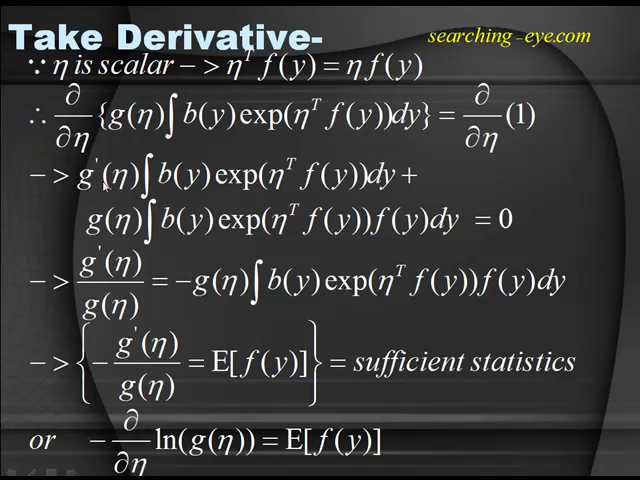 Take Derivative-
searching-eye.com
∵ η is scalar −> η^T f(y) = η f(y)
∴ ∂/∂η {g(η)∫b(y)exp(η^T f(y))dy} = ∂/∂η (1)
−> g'(η)∫b(y)exp(η^T f(y))dy +
g(η)∫b(y)exp(η^T f(y))f(y)dy = 0
−> g'(η)/g(η) = −g(η)∫b(y)exp(η^T f(y))f(y)dy
−> {−g'(η)/g(η) = E[f(y)]} = sufficient statistics
or −∂/∂η ln(g(η)) = E[f(y)]